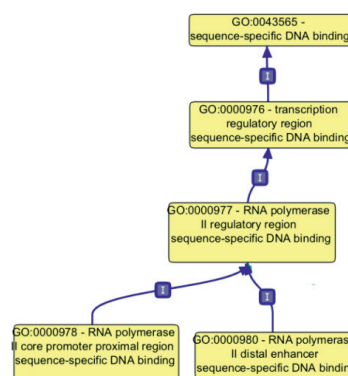 GO:0043565 -
sequence-specific DNA binding
I
GO:0000976 - transcription
regulatory region
sequence-specific DNA binding
I
GO:0000977 - RNA polymerase
II regulatory region
sequence-specific DNA binding
I
I
GO:0000978 - RNA polymerase
II core promoter proximal region
sequence-specific DNA binding
GO:0000980 - RNA polymerase
II distal enhancer
sequence-specific DNA binding